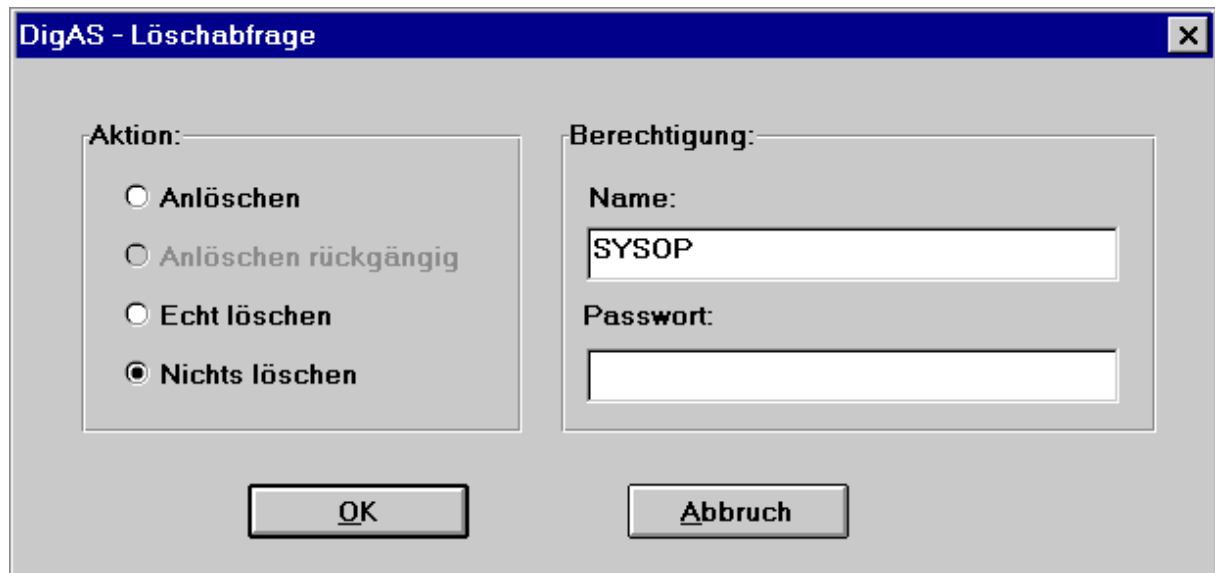 DigAS - Löschabfrage
Aktion:
Anlöschen
Anlöschen rückgängig
Echt löschen
Nichts löschen
Berechtigung:
Name:
SYSOP
Passwort:
OK
Abbruch